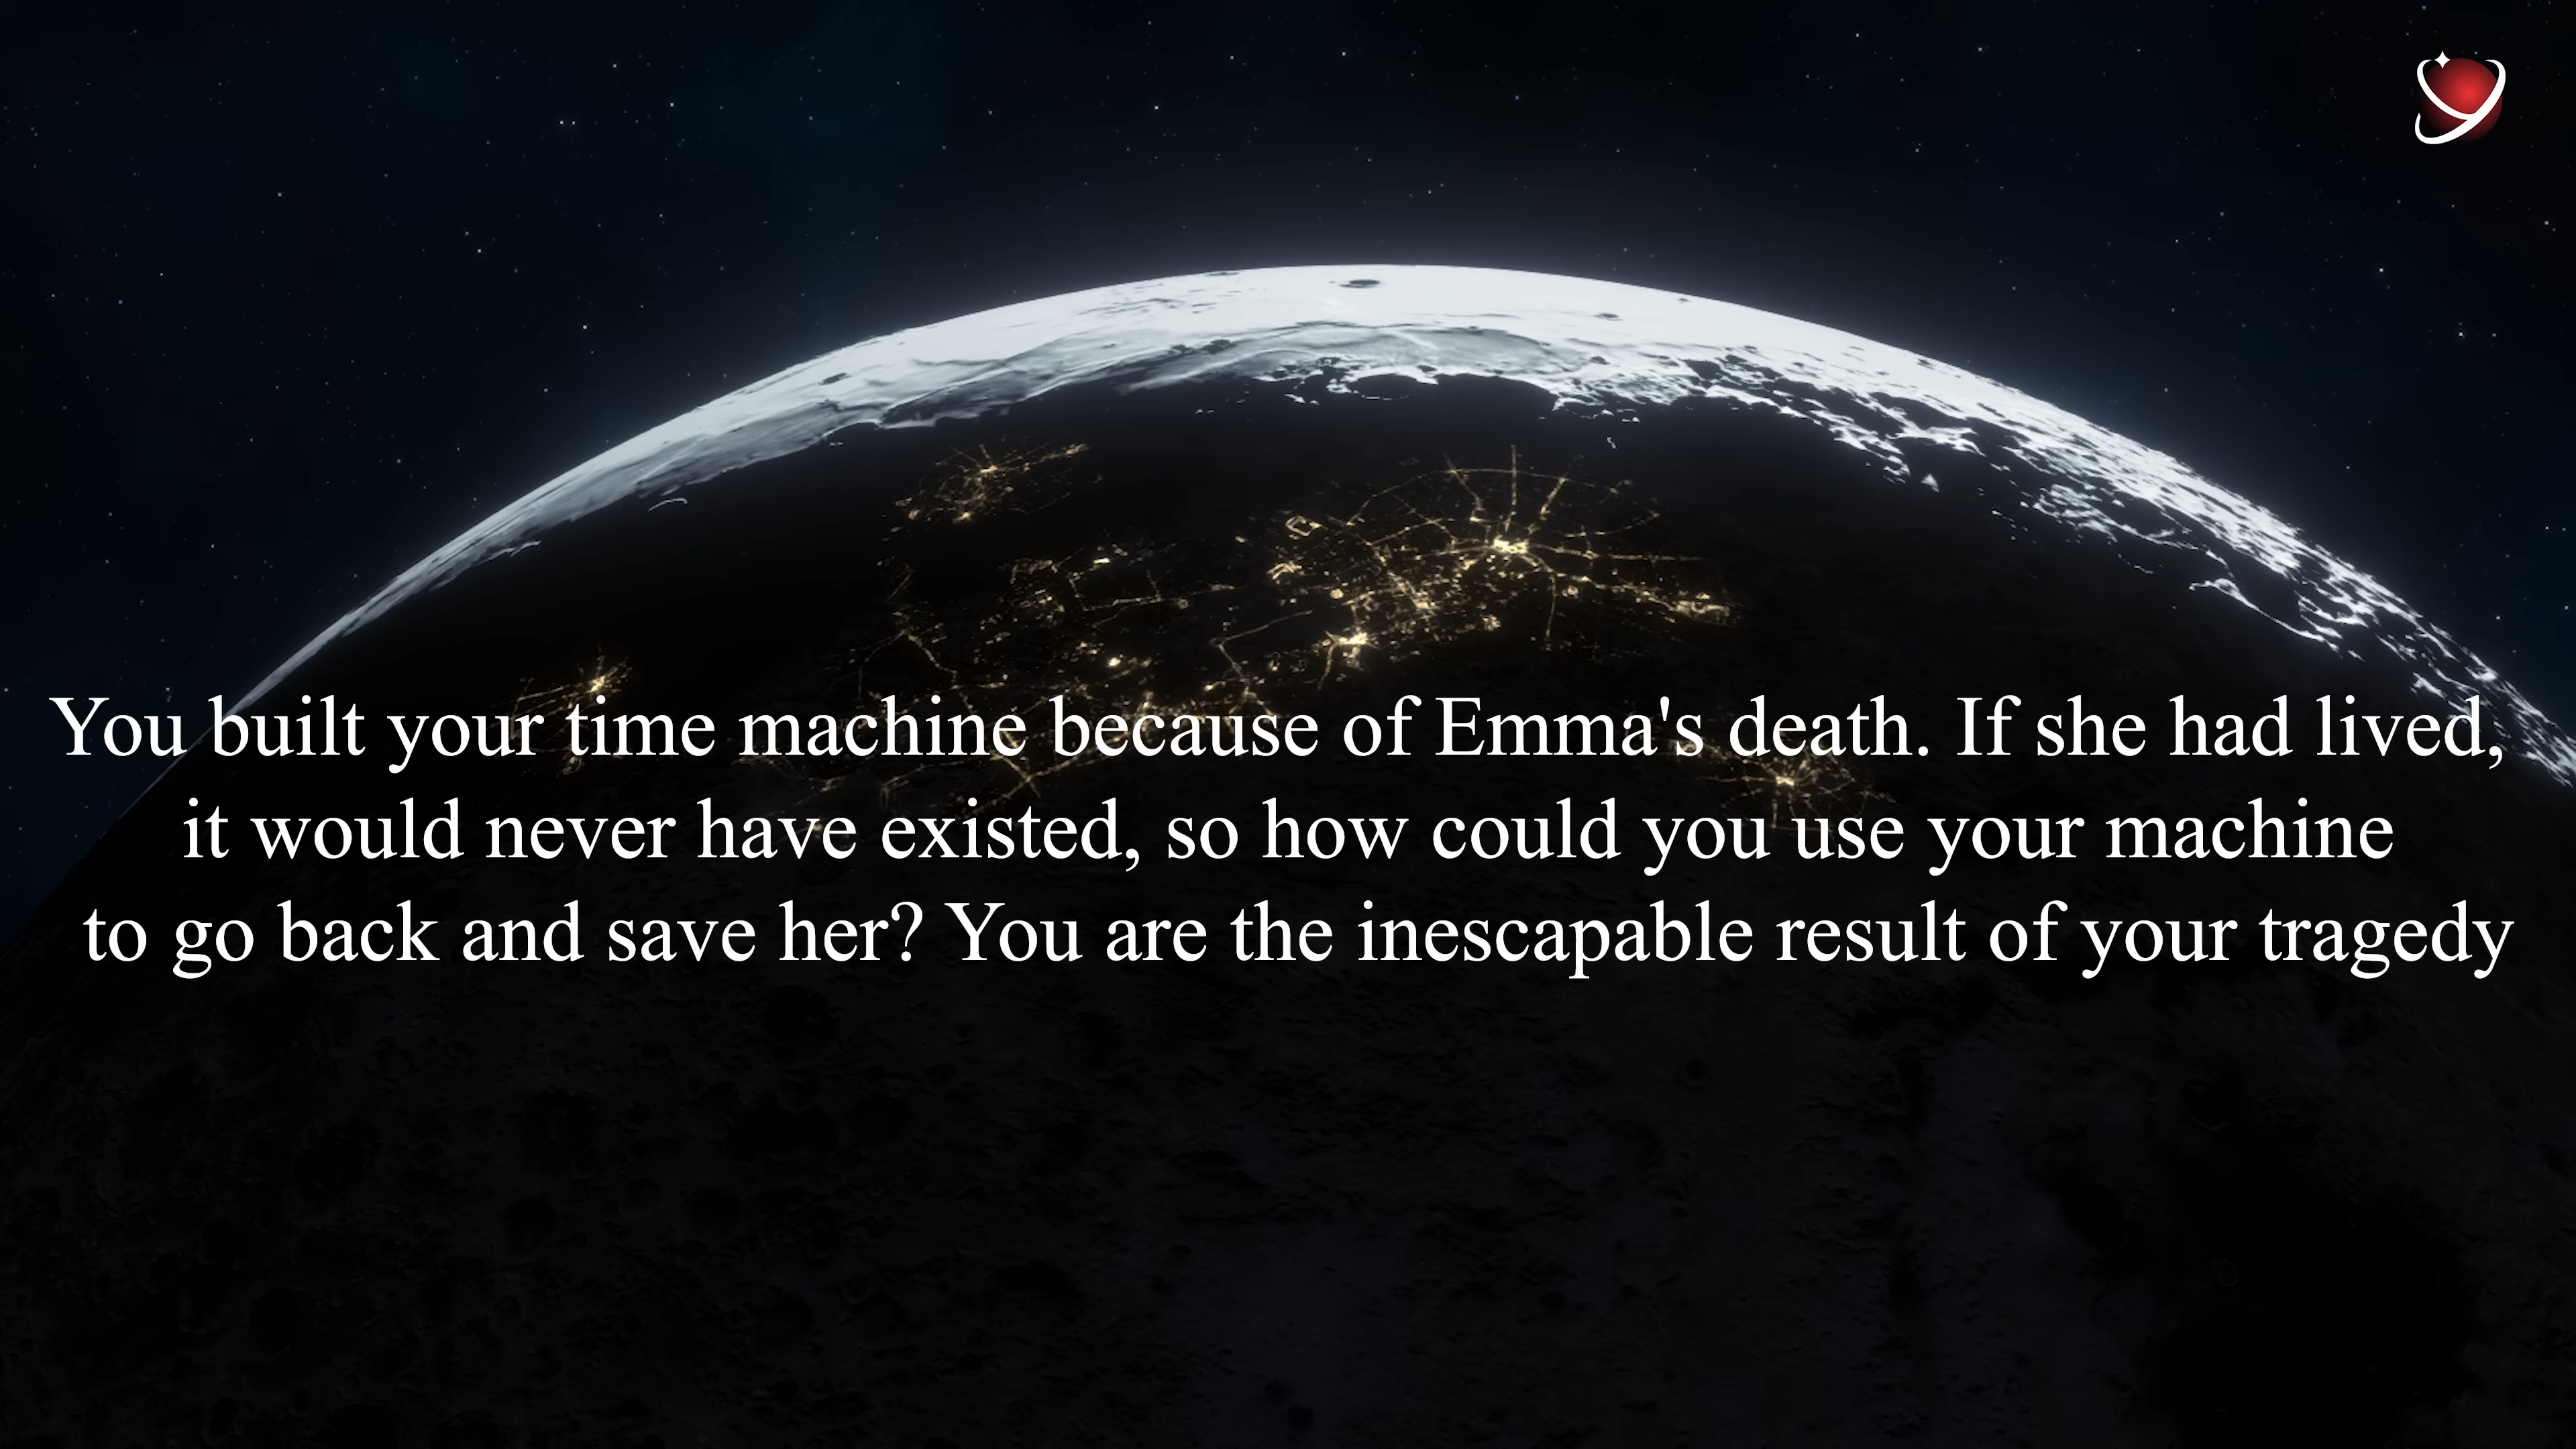 You built your time machine because of Emma's death. If she had lived,
it would never have existed, so how could you use your machine
to go back and save her? You are the inescapable result of your tragedy